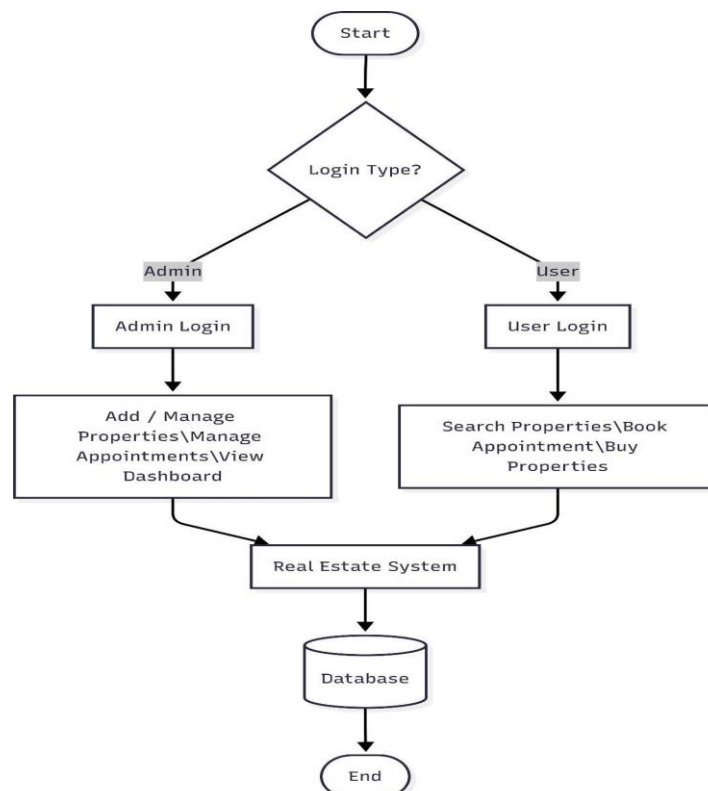 Start
Login Type?
Admin
User
Admin Login
User Login
Add / Manage
Properties\Manage
Appointments\View
Dashboard
Search Properties\Book
Appointment\Buy
Properties
Real Estate System
Database
End